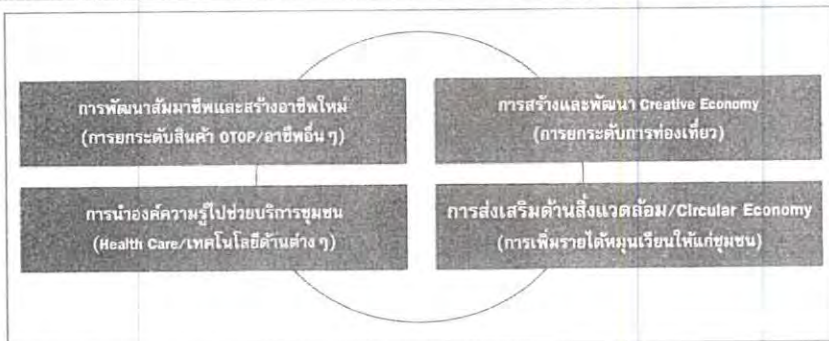 การพัฒนาสัมมาชีพและสร้างอาชีพใหม่
(การยกระดับสินค้า OTOP/อาชีพอื่น ๆ)
การสร้างและพัฒนา Creative Economy
(การยกระดับการท่องเที่ยว)
การนำองค์ความรู้ไปช่วยบริการชุมชน
(Health Care/เทคโนโลยีด้านต่าง ๆ)
การส่งเสริมด้านสิ่งแวดล้อม/Circular Economy
(การเพิ่มรายได้หมุนเวียนให้แก่ชุมชน)